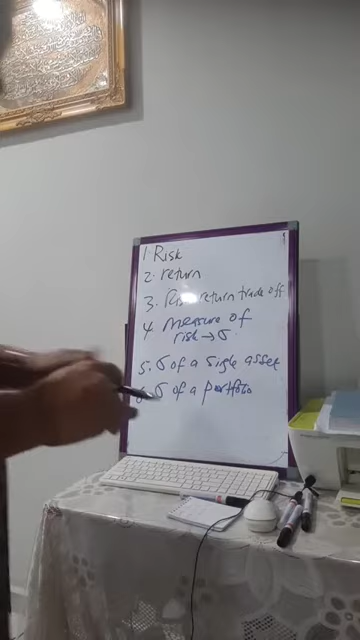 1. Risk
2. return
3. Risk return trade off
4. measure of
risk → σ
5. σ of a single asset
6. σ of a portfolio